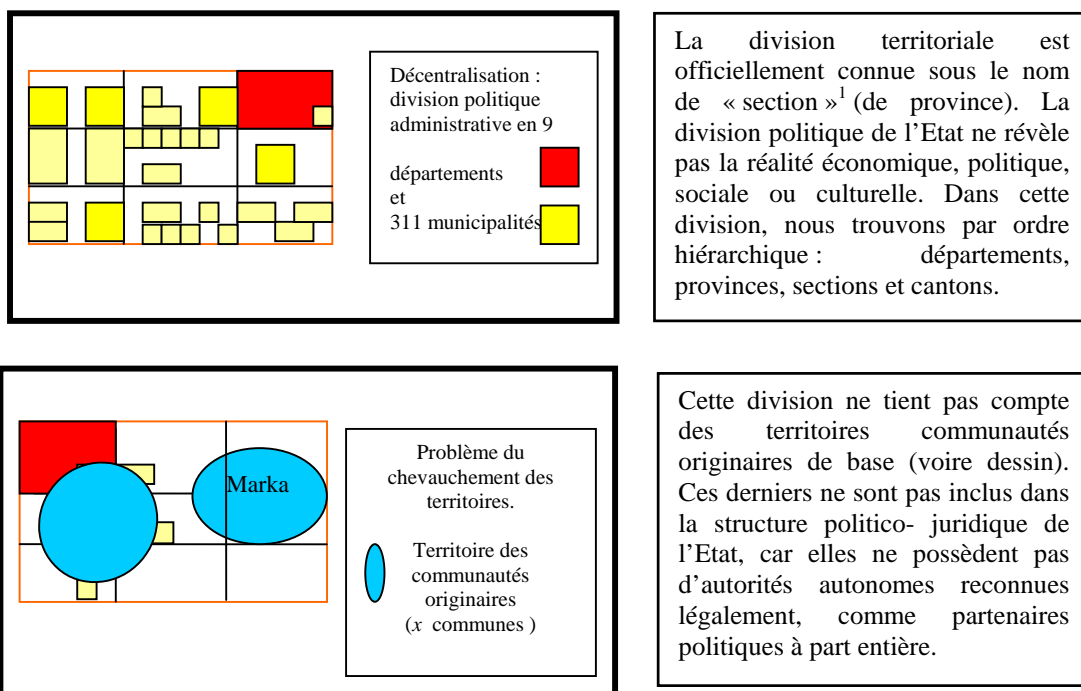 Décentralisation :
division politique
administrative en 9
départements
et
311 municipalités
La division territoriale est
officiellement connue sous le nom
de « section »1 (de province). La
division politique de l’Etat ne révèle
pas la réalité économique, politique,
sociale ou culturelle. Dans cette
division, nous trouvons par ordre
hiérarchique : départements,
provinces, sections et cantons.
Marka
Problème du
chevauchement des
territoires.
Territoire des
communautés
originaires
(x communes )
Cette division ne tient pas compte
des territoires communautés
originaires de base (voire dessin).
Ces derniers ne sont pas inclus dans
la structure politico- juridique de
l’Etat, car elles ne possèdent pas
d’autorités autonomes reconnues
légalement, comme partenaires
politiques à part entière.